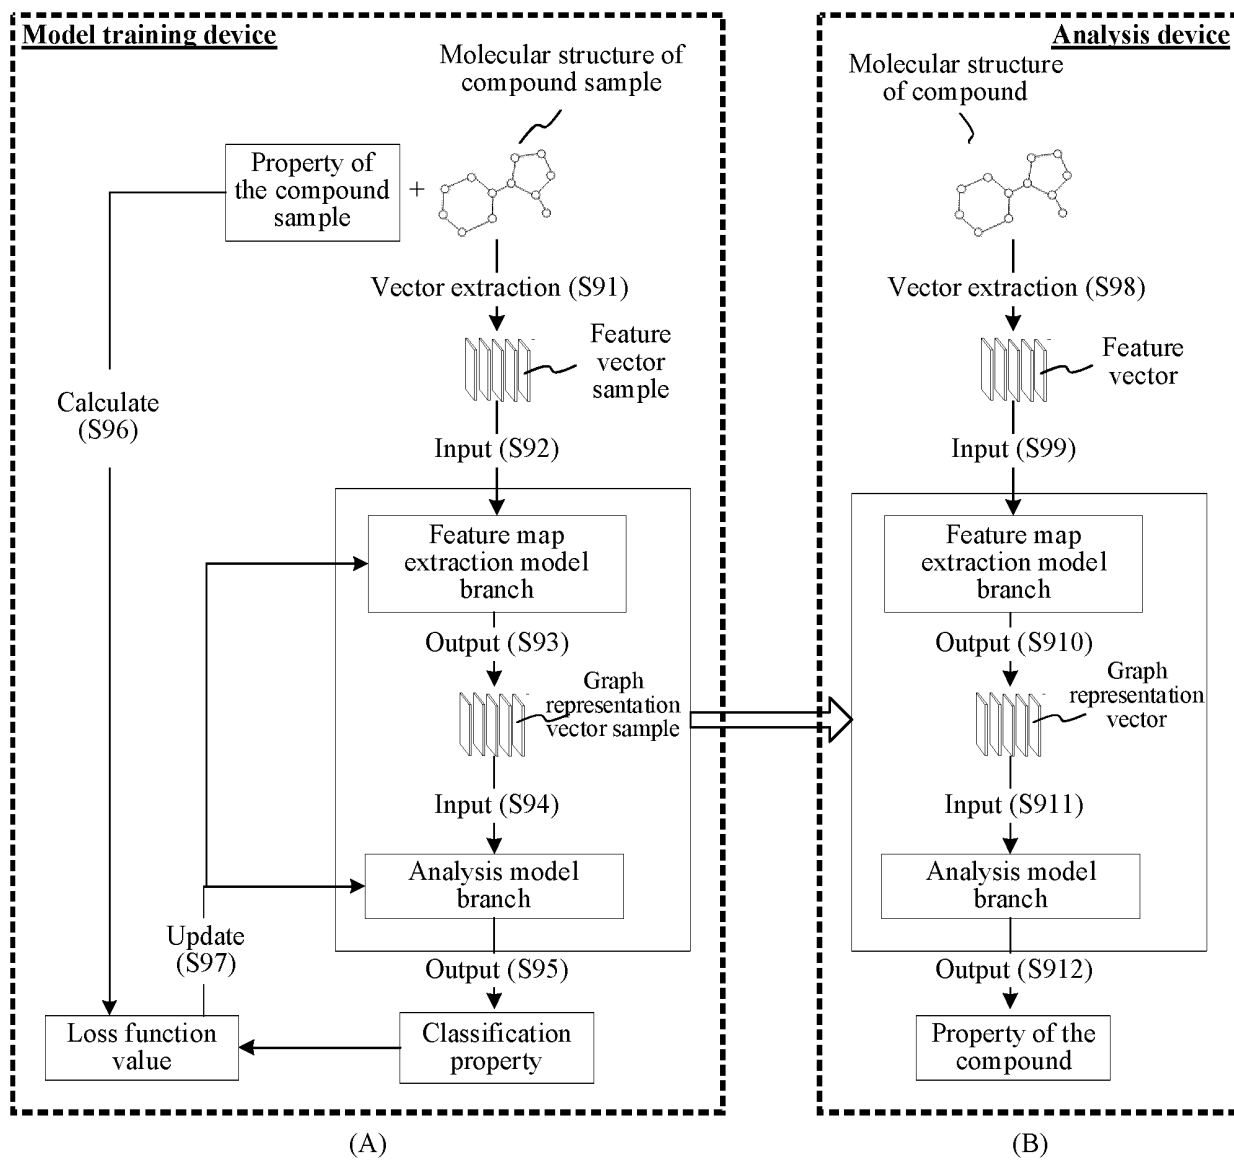 Model training device
Molecular structure of
compound sample
Property of
the compound
sample
+
Vector extraction (S91)
Feature
vector
sample
Calculate
(S96)
Input (S92)
Feature map
extraction model
branch
Output (S93)
Graph
representation
vector sample
Input (S94)
Analysis model
branch
Update
(S97)
Output (S95)
Loss function
value
Classification
property
(A)
Analysis device
Molecular structure
of compound
Vector extraction (S98)
Feature
vector
Input (S99)
Feature map
extraction model
branch
Output (S910)
Graph
representation
vector
Input (S911)
Analysis model
branch
Output (S912)
Property of the
compound
(B)